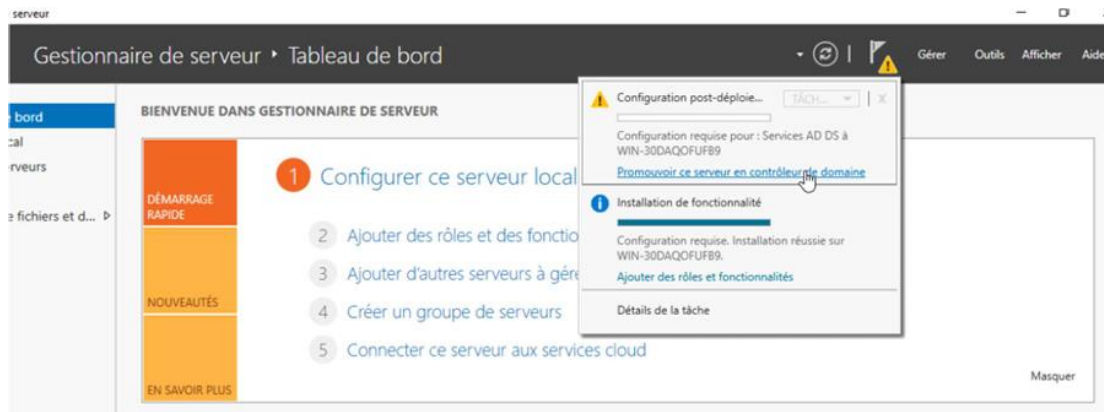 serveur
Gestionnaire de serveur ‣ Tableau de bord
Gérer Outils Afficher Aide
bord
cal
rveurs
e fichiers et d...
BIENVENUE DANS GESTIONNAIRE DE SERVEUR
DÉMARRAGE
RAPIDE
NOUVEAUTÉS
EN SAVOIR PLUS
1 Configurer ce serveur local
2 Ajouter des rôles et des fonctio
3 Ajouter d'autres serveurs à gére
4 Créer un groupe de serveurs
5 Connecter ce serveur aux services cloud
Masquer
Configuration post-déploie... TÂCH... X
Configuration requise pour : Services AD DS à
WIN-30DAQOFUFB9
Promouvoir ce serveur en contrôleur de domaine
Installation de fonctionnalité
Configuration requise. Installation réussie sur
WIN-30DAQOFUFB9.
Ajouter des rôles et fonctionnalités
Détails de la tâche